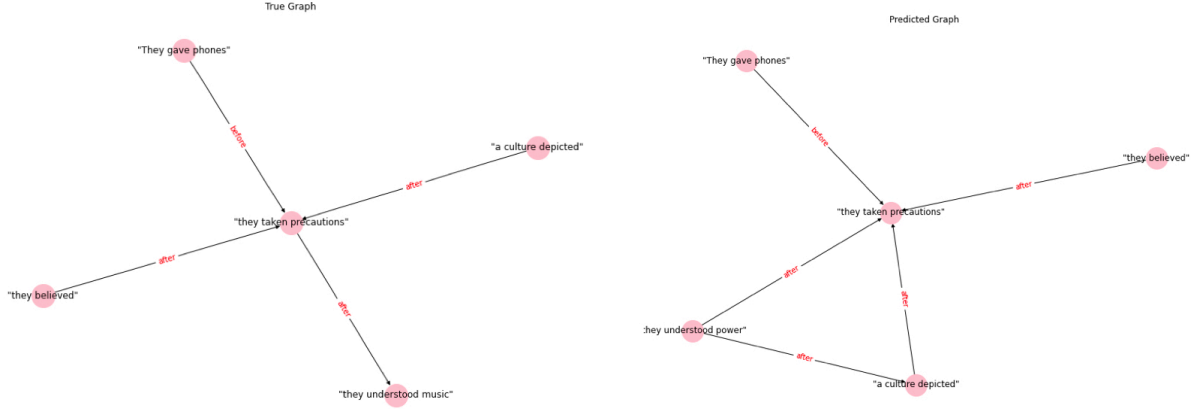 True Graph
"They gave phones"
before
"a culture depicted"
after
"they taken precautions"
after
"they believed"
after
"they understood music"
Predicted Graph
"They gave phones"
before
"they believed"
after
"they taken precautions"
after
after
:hey understood power"
after
"a culture depicted"